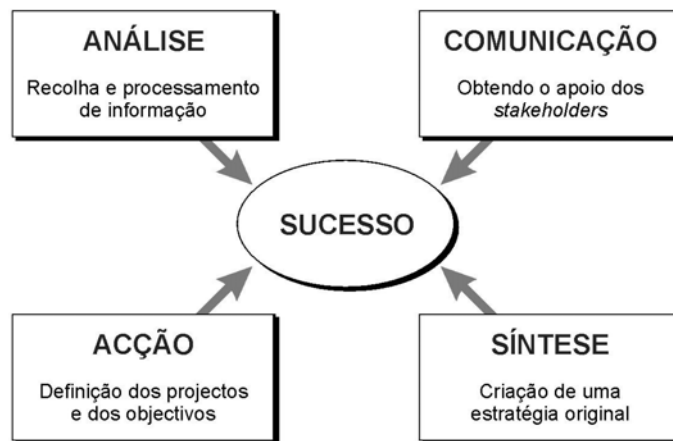 ANÁLISE
Recolha e processamento
de informação
COMUNICAÇÃO
Obtendo o apoio dos
stakeholders
SUCESSO
ACÇÃO
Definição dos projectos
e dos objectivos
SÍNTESE
Criação de uma
estratégia original